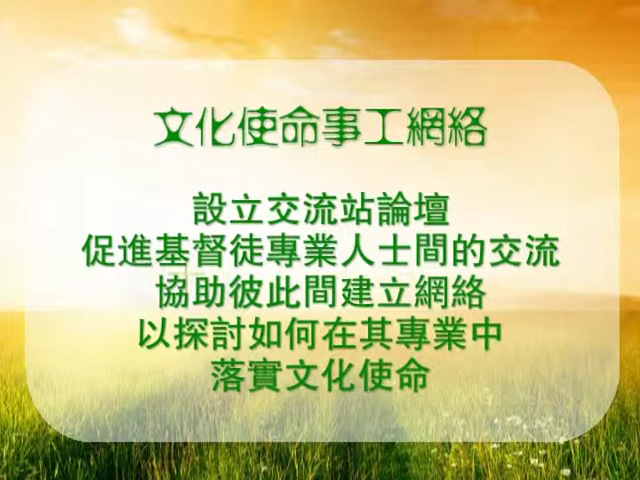 文化使命事工網絡
設立交流站論壇
促進基督徒專業人士間的交流
協助彼此間建立網絡
以探討如何在其專業中
落實文化使命